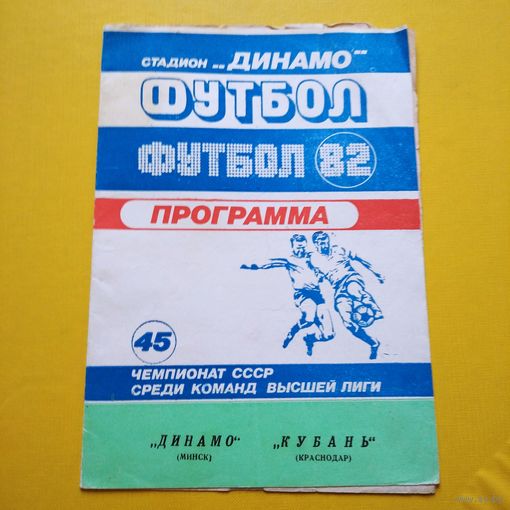 СТАДИОН „ДИНАМО"
ФУТБОЛ
ФУТБОЛ 82
ПРОГРАММА
45
ЧЕМПИОНАТ СССР
СРЕДИ КОМАНД ВЫСШЕЙ ЛИГИ
„ДИНАМО" „КУБАНЬ"
(МИНСК) (КРАСНОДАР)